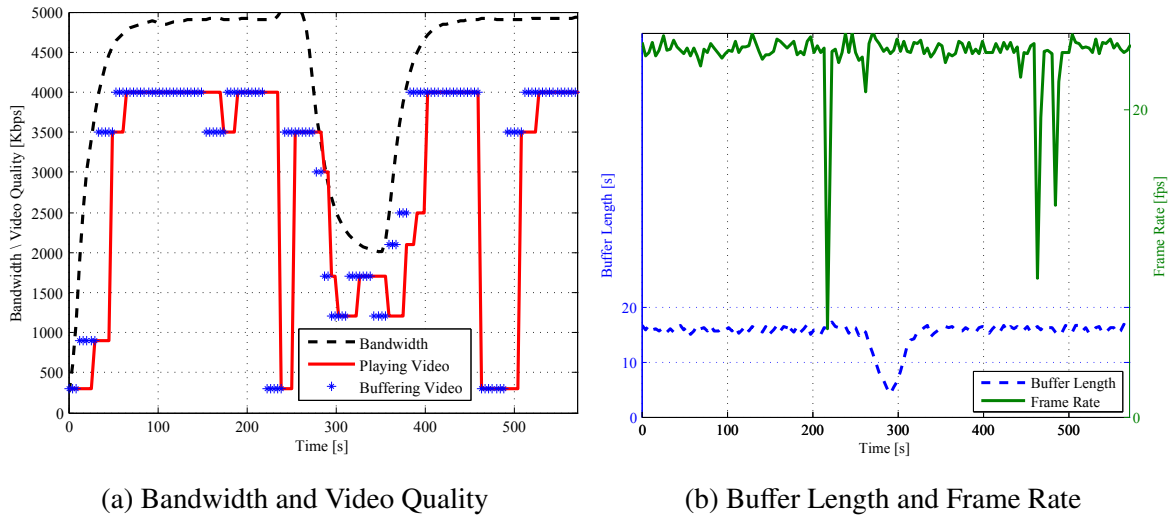 5000
4500
4000
3500
3000
2500
2000
1500
1000
500
0
Bandwidth \ Video Quality [Kbps]
Bandwidth
Playing Video
Buffering Video
0 100 200 300 400 500
Time [s]
(a) Bandwidth and Video Quality
20
10
0
Buffer Length [s]
20
0
Frame Rate [fps]
Buffer Length
Frame Rate
0 100 200 300 400 500
Time [s]
(b) Buffer Length and Frame Rate